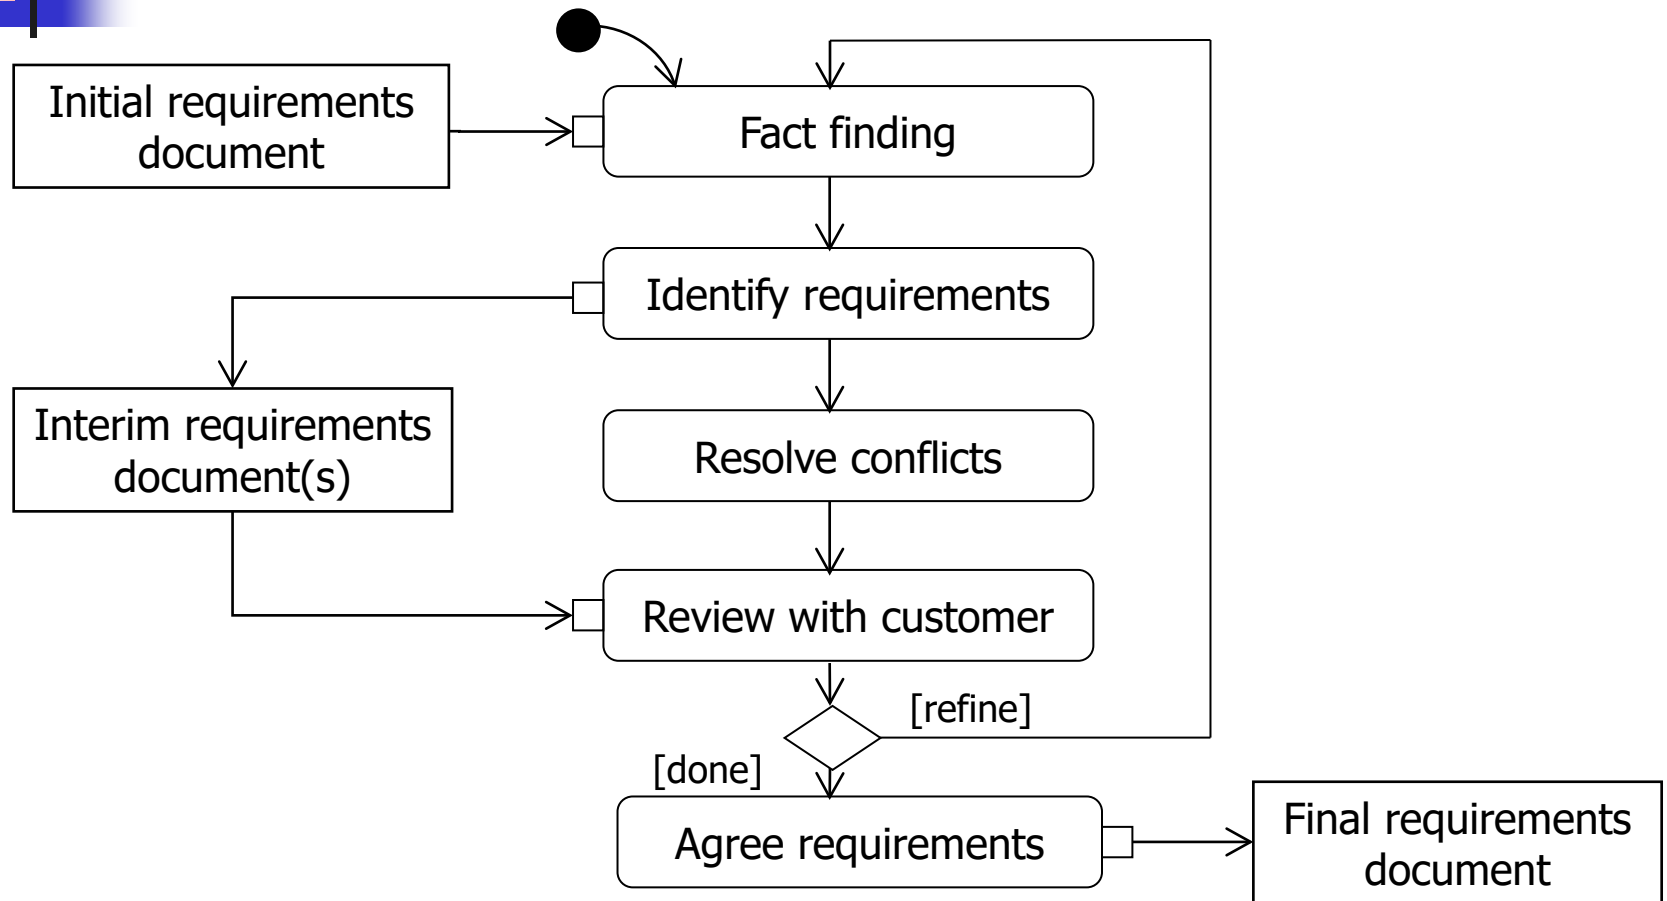 Initial requirements
document
Fact finding
Identify requirements
Interim requirements
document(s)
Resolve conflicts
Review with customer
[refine]
[done]
Agree requirements
Final requirements
document